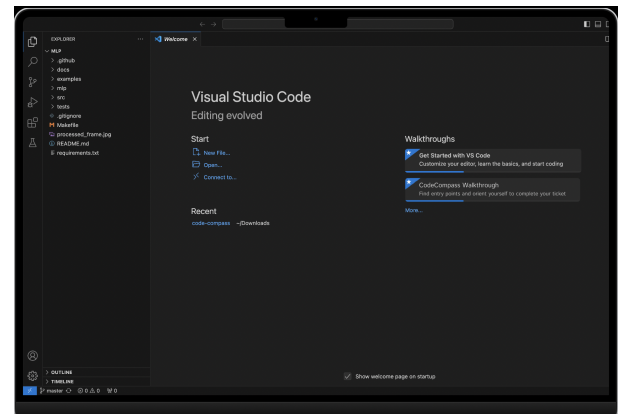 EXPLORER
Welcome
MLP
.github
docs
examples
mlp
src
tests
.gitignore
Makefile
processed_frame.jpg
README.md
requirements.txt
Visual Studio Code
Editing evolved
Start
New File...
Open...
Connect to...
Recent
code-compass ~/Downloads
Walkthroughs
Get Started with VS Code
Customize your editor, learn the basics, and start coding
CodeCompass Walkthrough
Find entry points and orient yourself to complete your ticket
More...
Show welcome page on startup
OUTLINE
TIMELINE
master 0 0 0